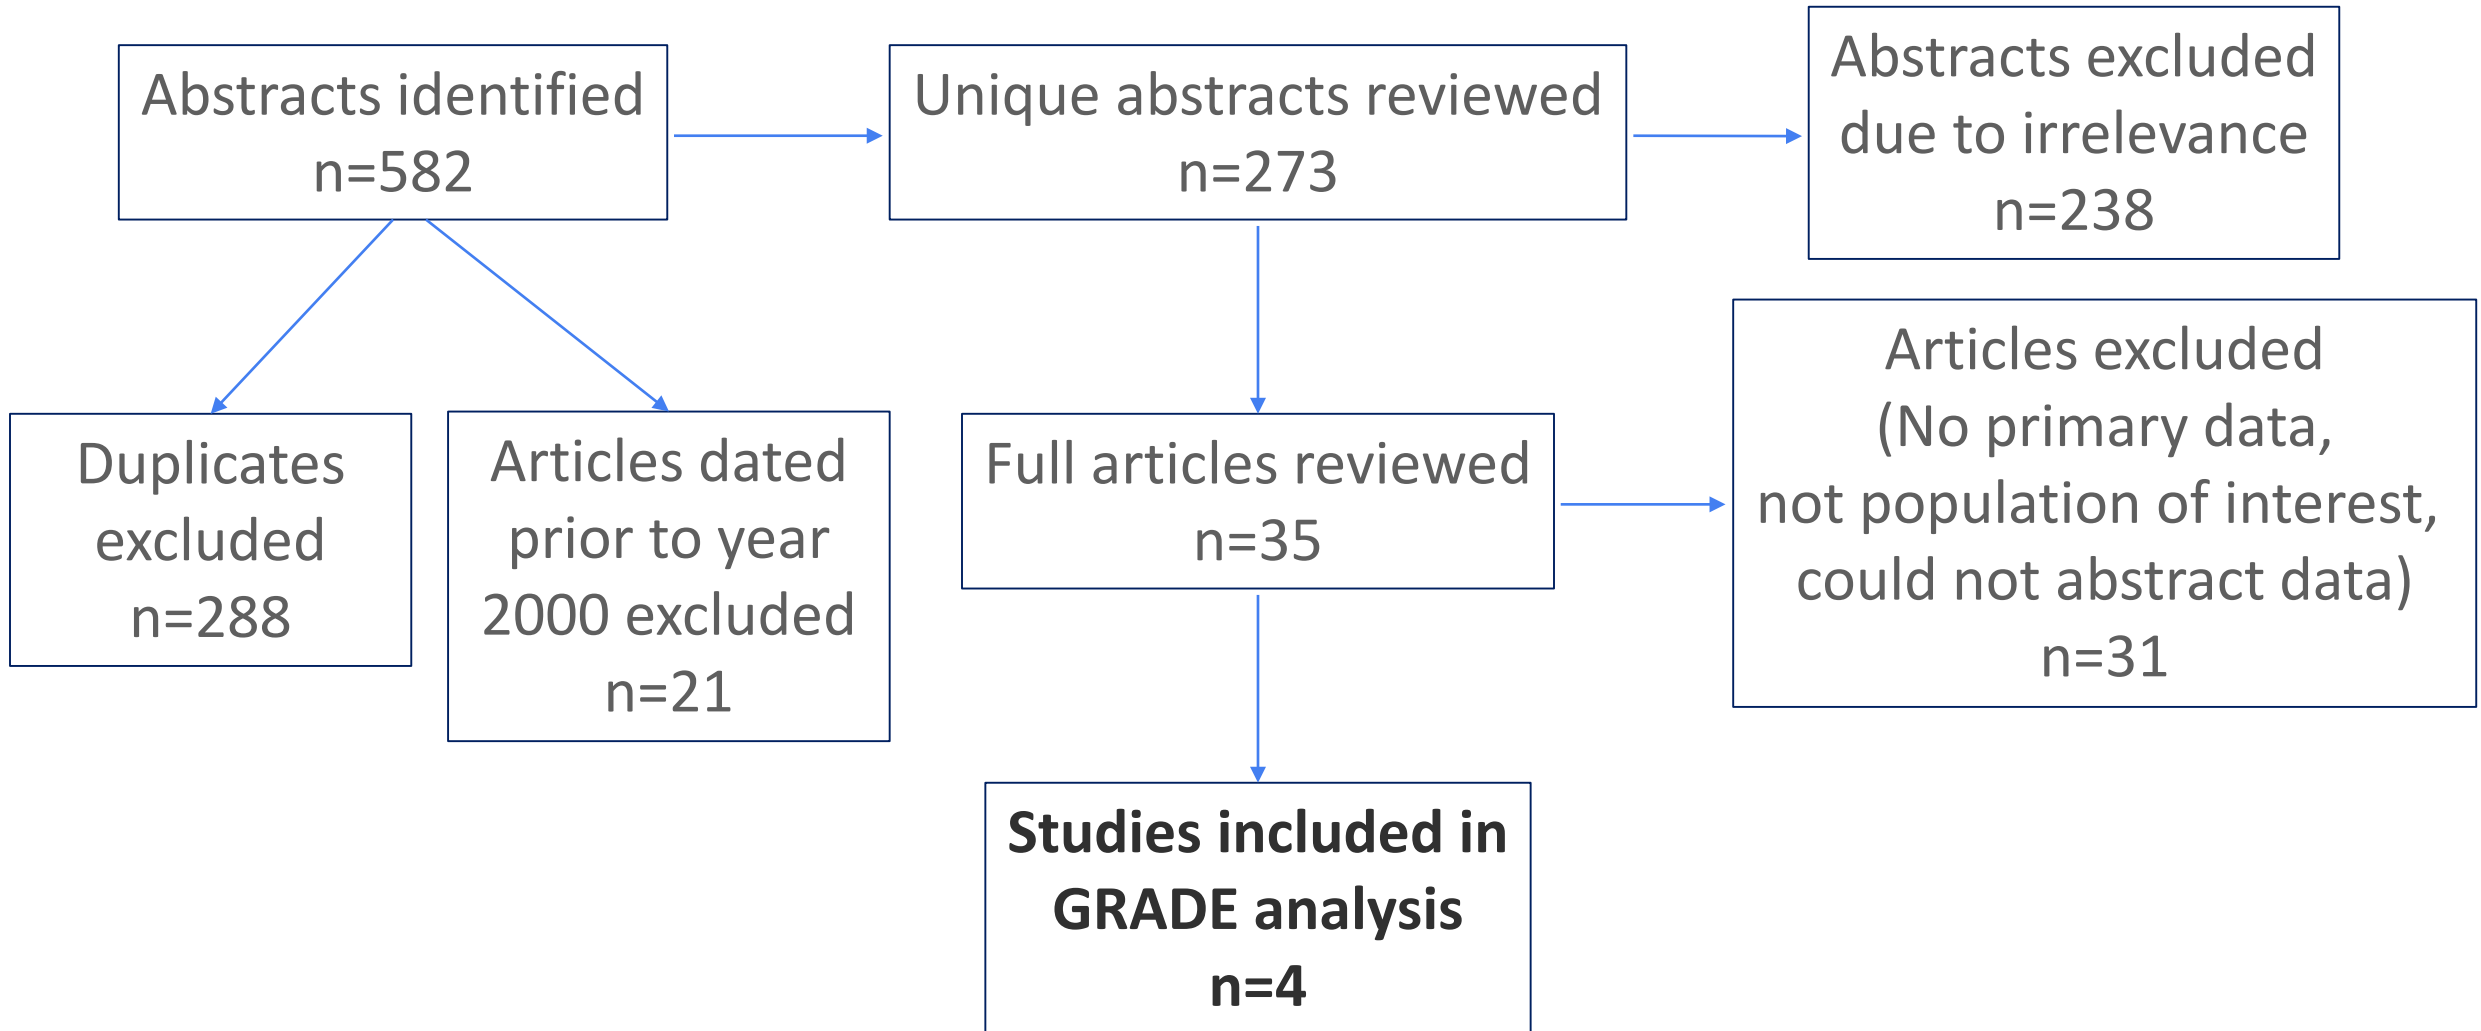 Abstracts identified
n=582
Unique abstracts reviewed
n=273
Abstracts excluded
due to irrelevance
n=238
Duplicates
excluded
n=288
Articles dated
prior to year
2000 excluded
n=21
Full articles reviewed
n=35
Articles excluded
(No primary data,
not population of interest,
could not abstract data)
n=31
Studies included in
GRADE analysis
n=4